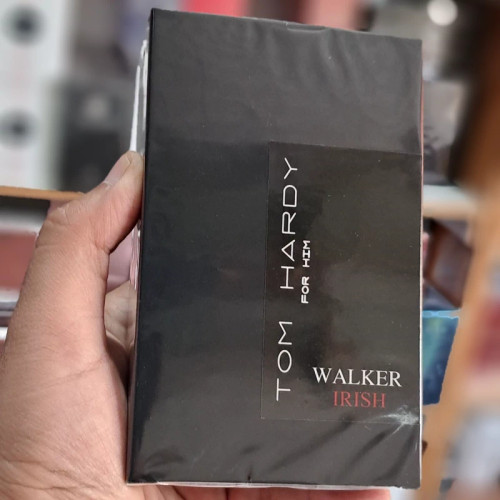 TOM HARDY
FOR HIM
WALKER
IRISH